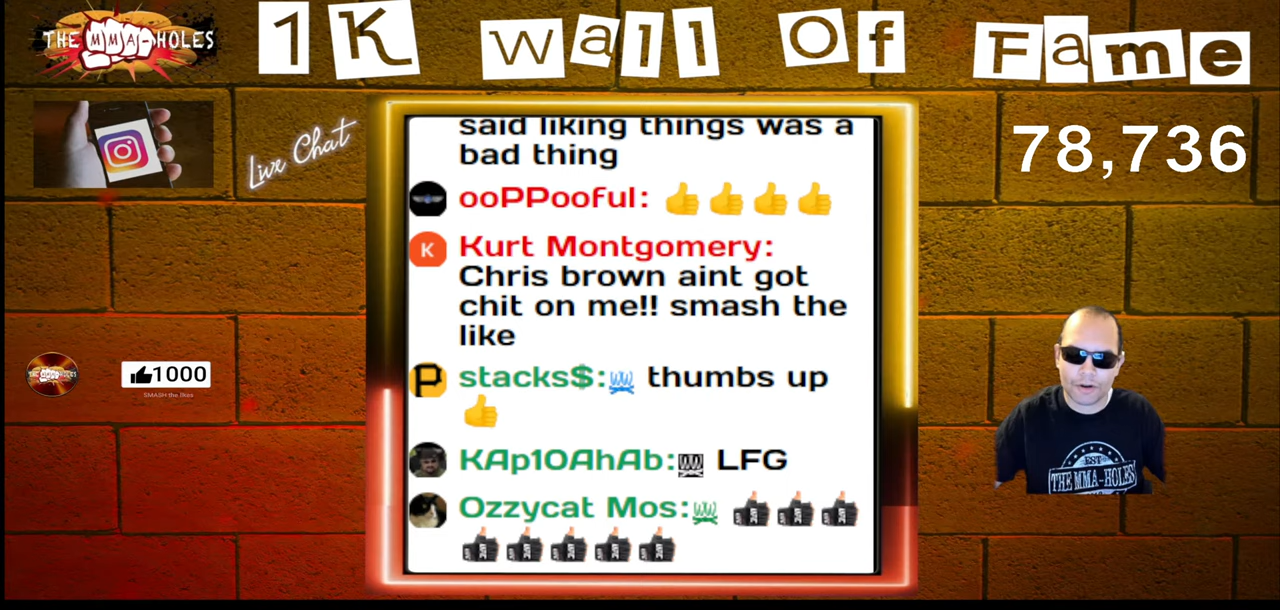 THE MMA-HOLES
1K Wall Of Fame
Live Chat
78,736
said liking things was a
bad thing
ooPPooful: 👍👍👍👍
K
Kurt Montgomery:
Chris brown aint got
chit on me!! smash the
like
stacks$: thumbs up
👍
KAp1OAhAb: LFG
Ozzycat Mos:
👍1000
SMASH the likes
EST
THE MMA-HOLES